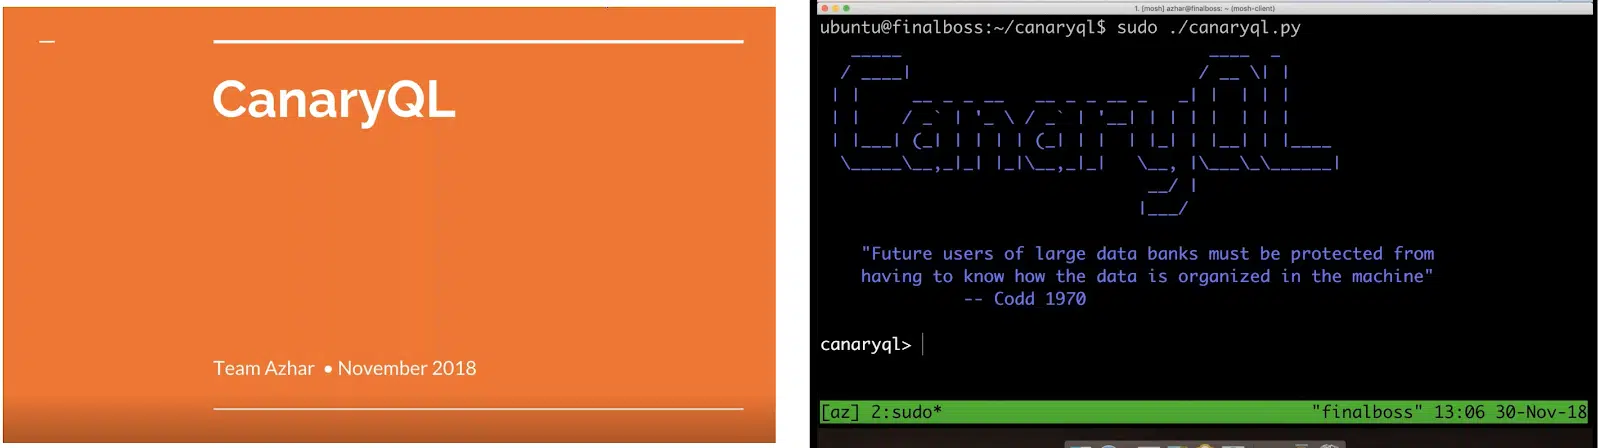 CanaryQL
Team Azhar • November 2018
1. [mosh] azhar@finalboss: ~ (mosh-client)
ubuntu@finalboss:~/canaryql$ sudo ./canaryql.py
CanaryQL
"Future users of large data banks must be protected from
having to know how the data is organized in the machine"
-- Codd 1970
canaryql>
[az] 2:sudo*
"finalboss" 13:06 30-Nov-18